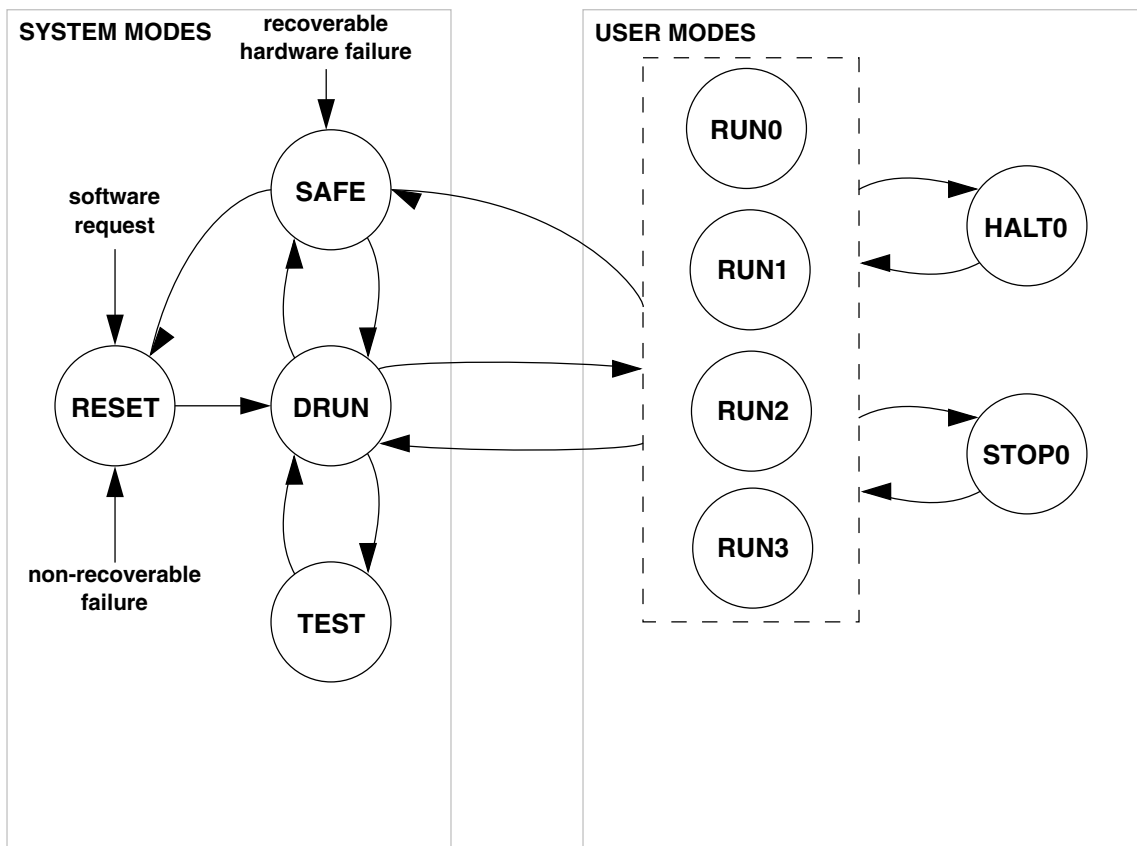 SYSTEM MODES
recoverable
hardware failure
SAFE
software
request
RESET
DRUN
non-recoverable
failure
TEST
USER MODES
RUN0
RUN1
RUN2
RUN3
HALT0
STOP0